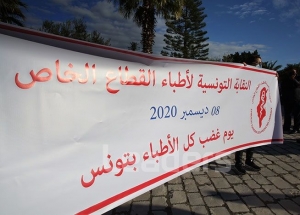 النقابة التونسية لأطباء القطاع الخاص
08 ديسمبر 2020
يوم غضب كل الأطباء بتونس